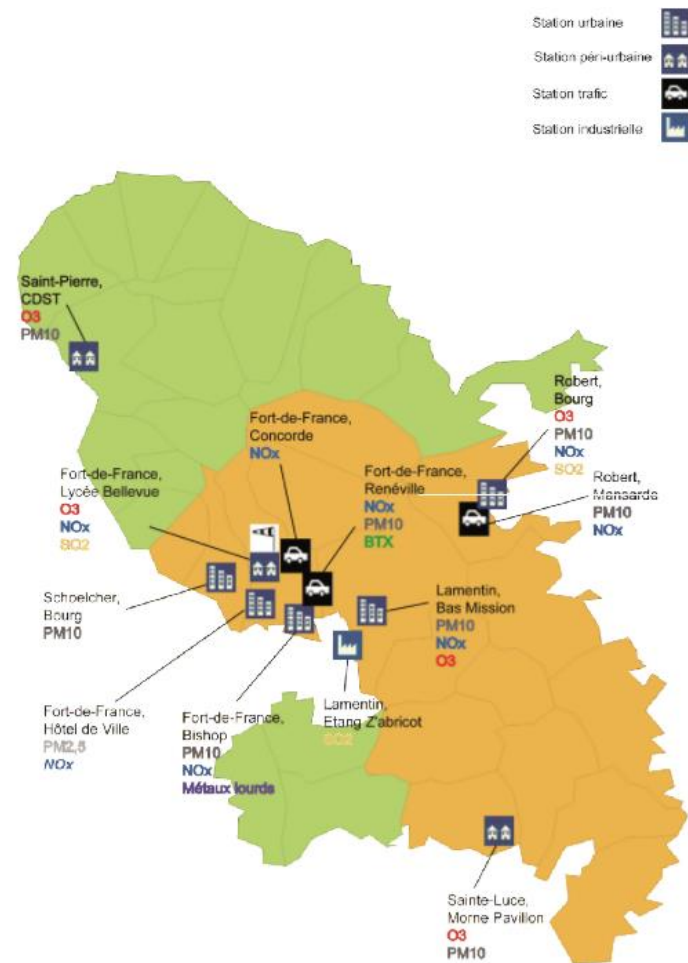 Station urbaine
Station péri-urbaine
Station trafic
Station industrielle
Saint-Pierre,
CDST
O3
PM10
Robert,
Bourg
O3
PM10
NOx
SO2
Fort-de-France,
Concorde
NOx
Fort-de-France,
Renéville
NOx
PM10
BTX
Fort-de-France,
Lycée Bellevue
O3
NOx
SO2
Robert,
Mansarde
PM10
NOx
Schoelcher,
Bourg
PM10
Lamentin,
Bas Mission
PM10
NOx
O3
Fort-de-France,
Hôtel de Ville
PM2,5
NOx
Fort-de-France,
Bishop
PM10
NOx
Métaux lourds
Lamentin,
Etang Z'abricot
SO2
Sainte-Luce,
Morne Pavillon
O3
PM10